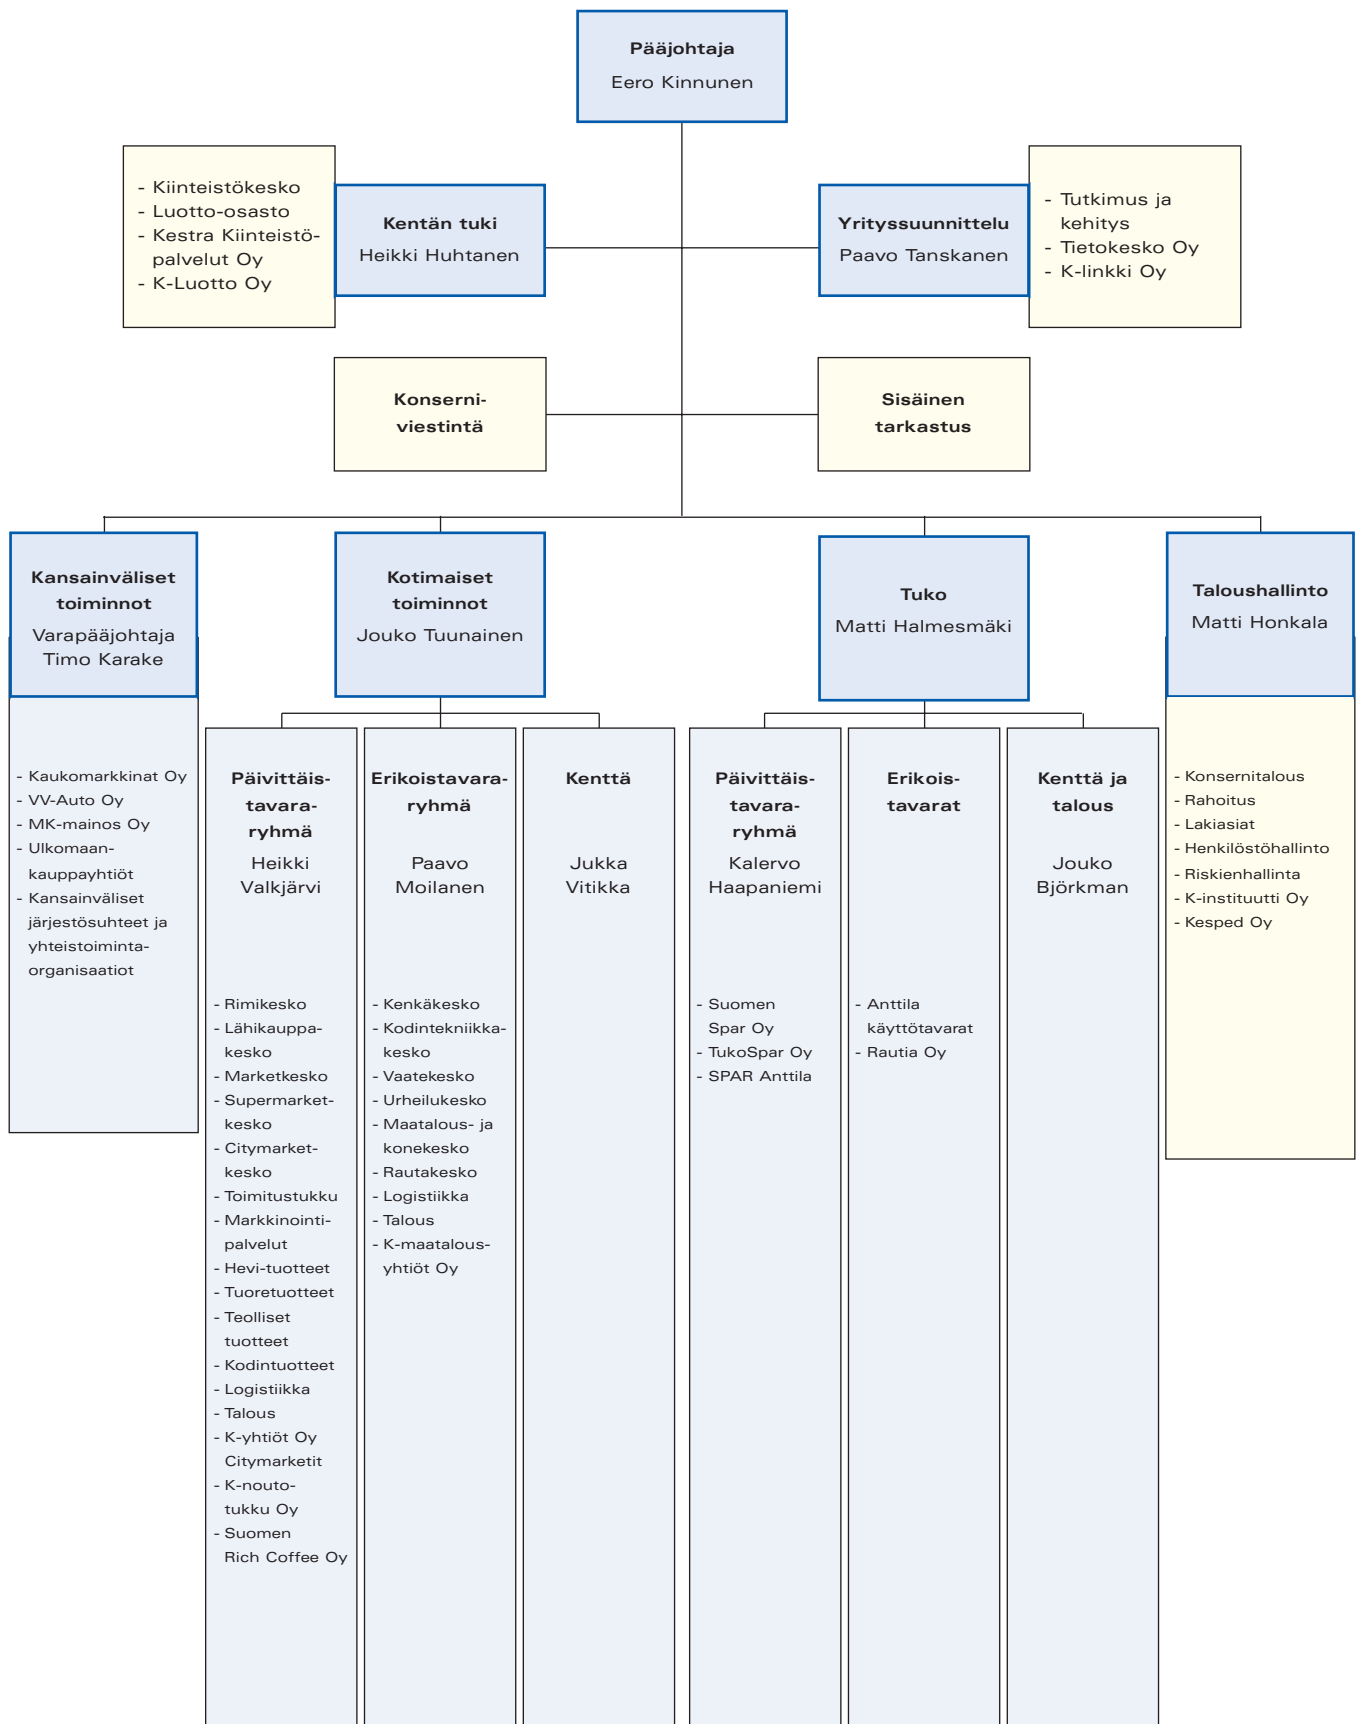 Pääjohtaja
Eero Kinnunen
- Kiinteistökesko
- Luotto-osasto
- Kestra Kiinteistö-
palvelut Oy
- K-Luotto Oy
Kentän tuki
Heikki Huhtanen
Yrityssuunnittelu
Paavo Tanskanen
- Tutkimus ja
kehitys
- Tietokesko Oy
- K-linkki Oy
Konserni-
viestintä
Sisäinen
tarkastus
Kansainväliset
toiminnot
Varapääjohtaja
Timo Karake
- Kaukomarkkinat Oy
- VV-Auto Oy
- MK-mainos Oy
- Ulkomaan-
kauppayhtiöt
- Kansainväliset
järjestösuhteet ja
yhteistoiminta-
organisaatiot
Kotimaiset
toiminnot
Jouko Tuunainen
Päivittäis-
tavara-
ryhmä
Heikki
Valkjärvi
- Rimikesko
- Lähikauppa-
kesko
- Marketkesko
- Supermarket-
kesko
- Citymarket-
kesko
- Toimitustukku
- Markkinointi-
palvelut
- Hevi-tuotteet
- Tuoretuotteet
- Teolliset
tuotteet
- Kodintuotteet
- Logistiikka
- Talous
- K-yhtiöt Oy
Citymarketit
- K-nouto-
tukku Oy
- Suomen
Rich Coffee Oy
Erikoistavara-
ryhmä
Paavo
Moilanen
- Kenkäkesko
- Kodintekniikka-
kesko
- Vaatekesko
- Urheilukesko
- Maatalous- ja
konekesko
- Rautakesko
- Logistiikka
- Talous
- K-maatalous-
yhtiöt Oy
Kenttä
Jukka
Vitikka
Tuko
Matti Halmesmäki
Päivittäis-
tavara-
ryhmä
Kalervo
Haapaniemi
- Suomen
Spar Oy
- TukoSpar Oy
- SPAR Anttila
Erikois-
tavarat
- Anttila
käyttötavarat
- Rautia Oy
Kenttä ja
talous
Jouko
Björkman
Taloushallinto
Matti Honkala
- Konsernitalous
- Rahoitus
- Lakiasiat
- Henkilöstöhallinto
- Riskienhallinta
- K-instituutti Oy
- Kesped Oy